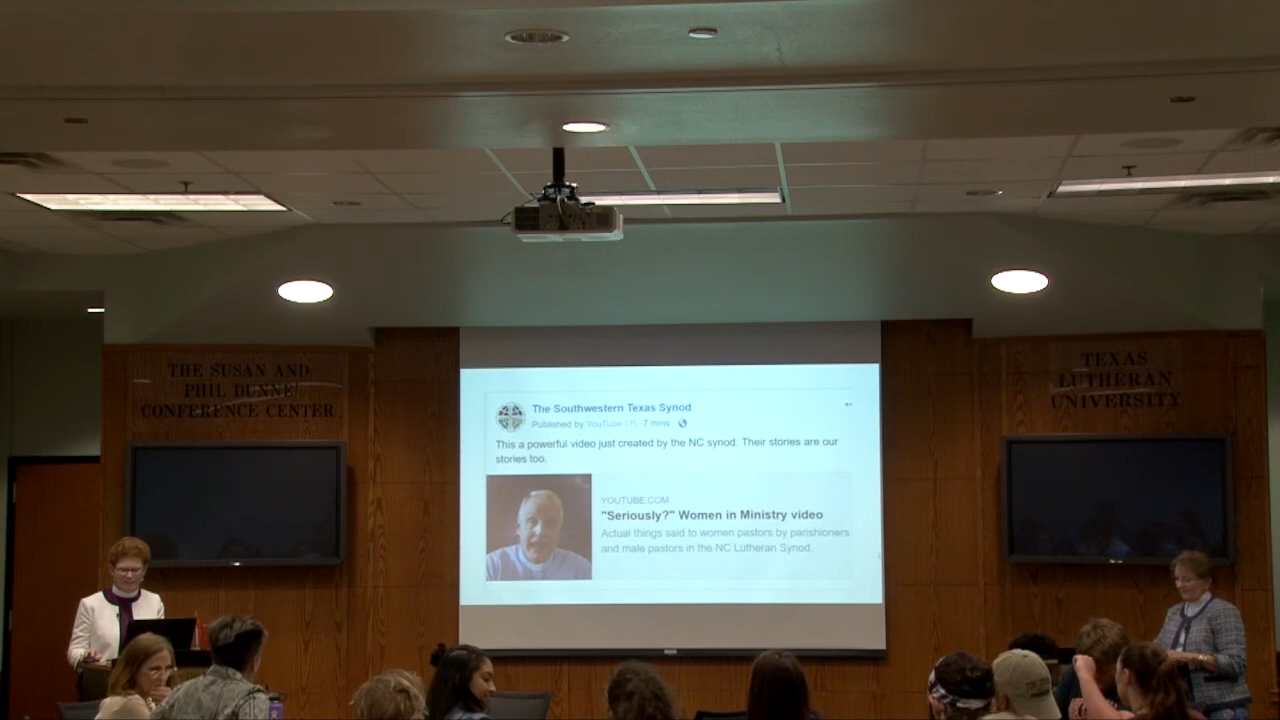 THE SUSAN AND
PHIL DUNNE
CONFERENCE CENTER
TEXAS
LUTHERAN
UNIVERSITY
The Southwestern Texas Synod
Published by YouTube · 7 mins
This a powerful video just created by the NC synod. Their stories are our
stories too.
YOUTUBE.COM
"Seriously?" Women in Ministry video
Actual things said to women pastors by parishioners
and male pastors in the NC Lutheran Synod.